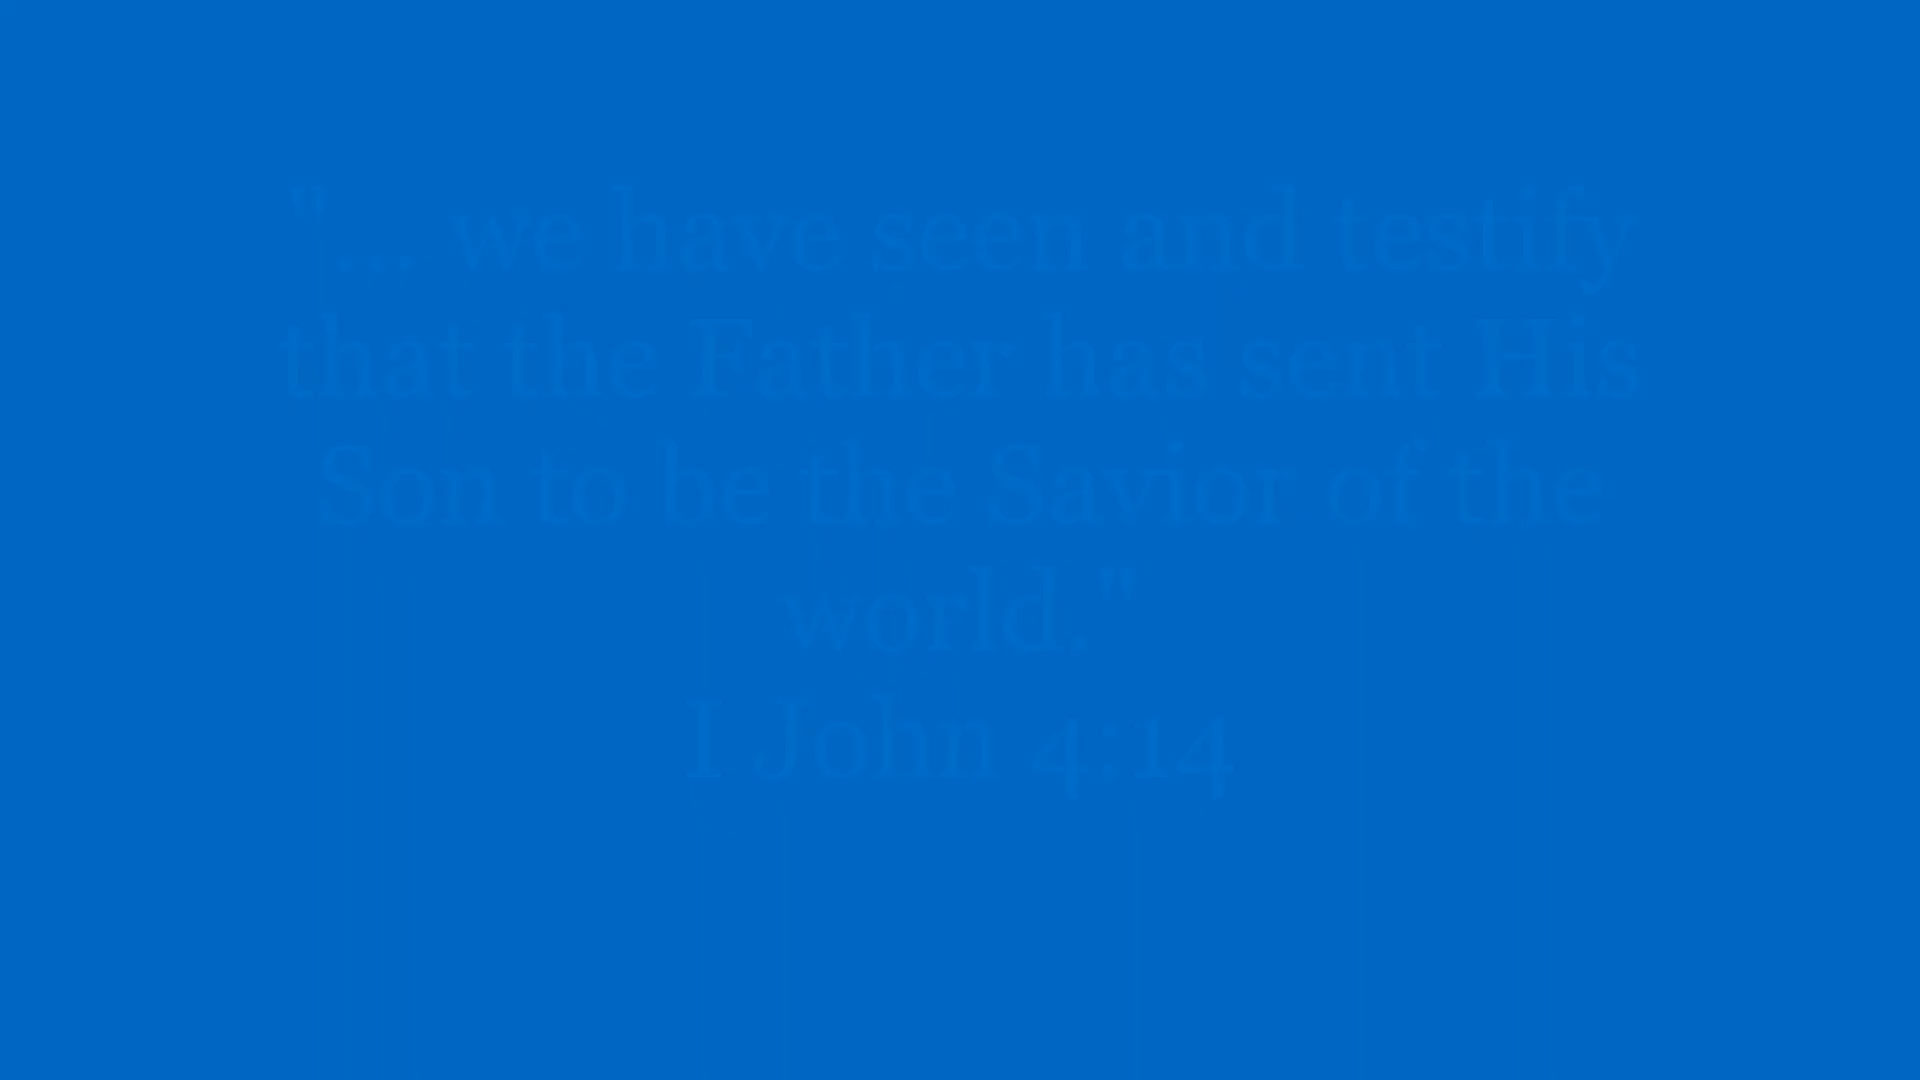 "... we have seen and testify
that the Father has sent His
Son to be the Savior of the
world."
I John 4:14